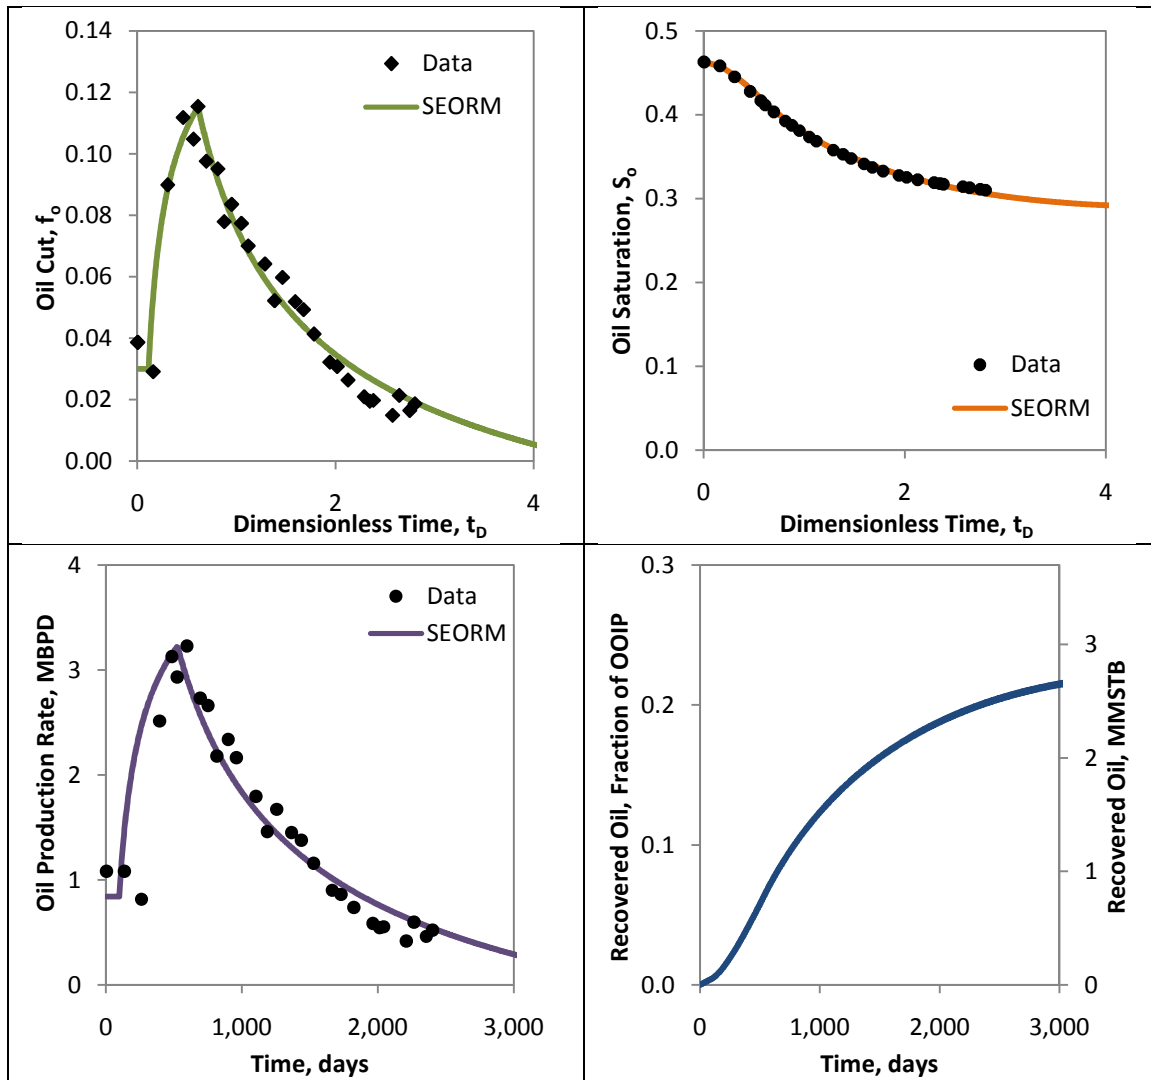 0.14
0.12
0.10
0.08
0.06
0.04
0.02
0.00
Oil Cut, fₒ
Data
SEORM
0
2
4
Dimensionless Time, t_D
0.5
0.4
0.3
0.2
0.1
0.0
Oil Saturation, Sₒ
Data
SEORM
0
2
4
Dimensionless Time, t_D
4
3
2
1
0
Oil Production Rate, MBPD
Data
SEORM
0
1,000
2,000
3,000
Time, days
0.3
0.2
0.1
0.0
Recovered Oil, Fraction of OOIP
3
2
1
0
Recovered Oil, MMSTB
0
1,000
2,000
3,000
Time, days